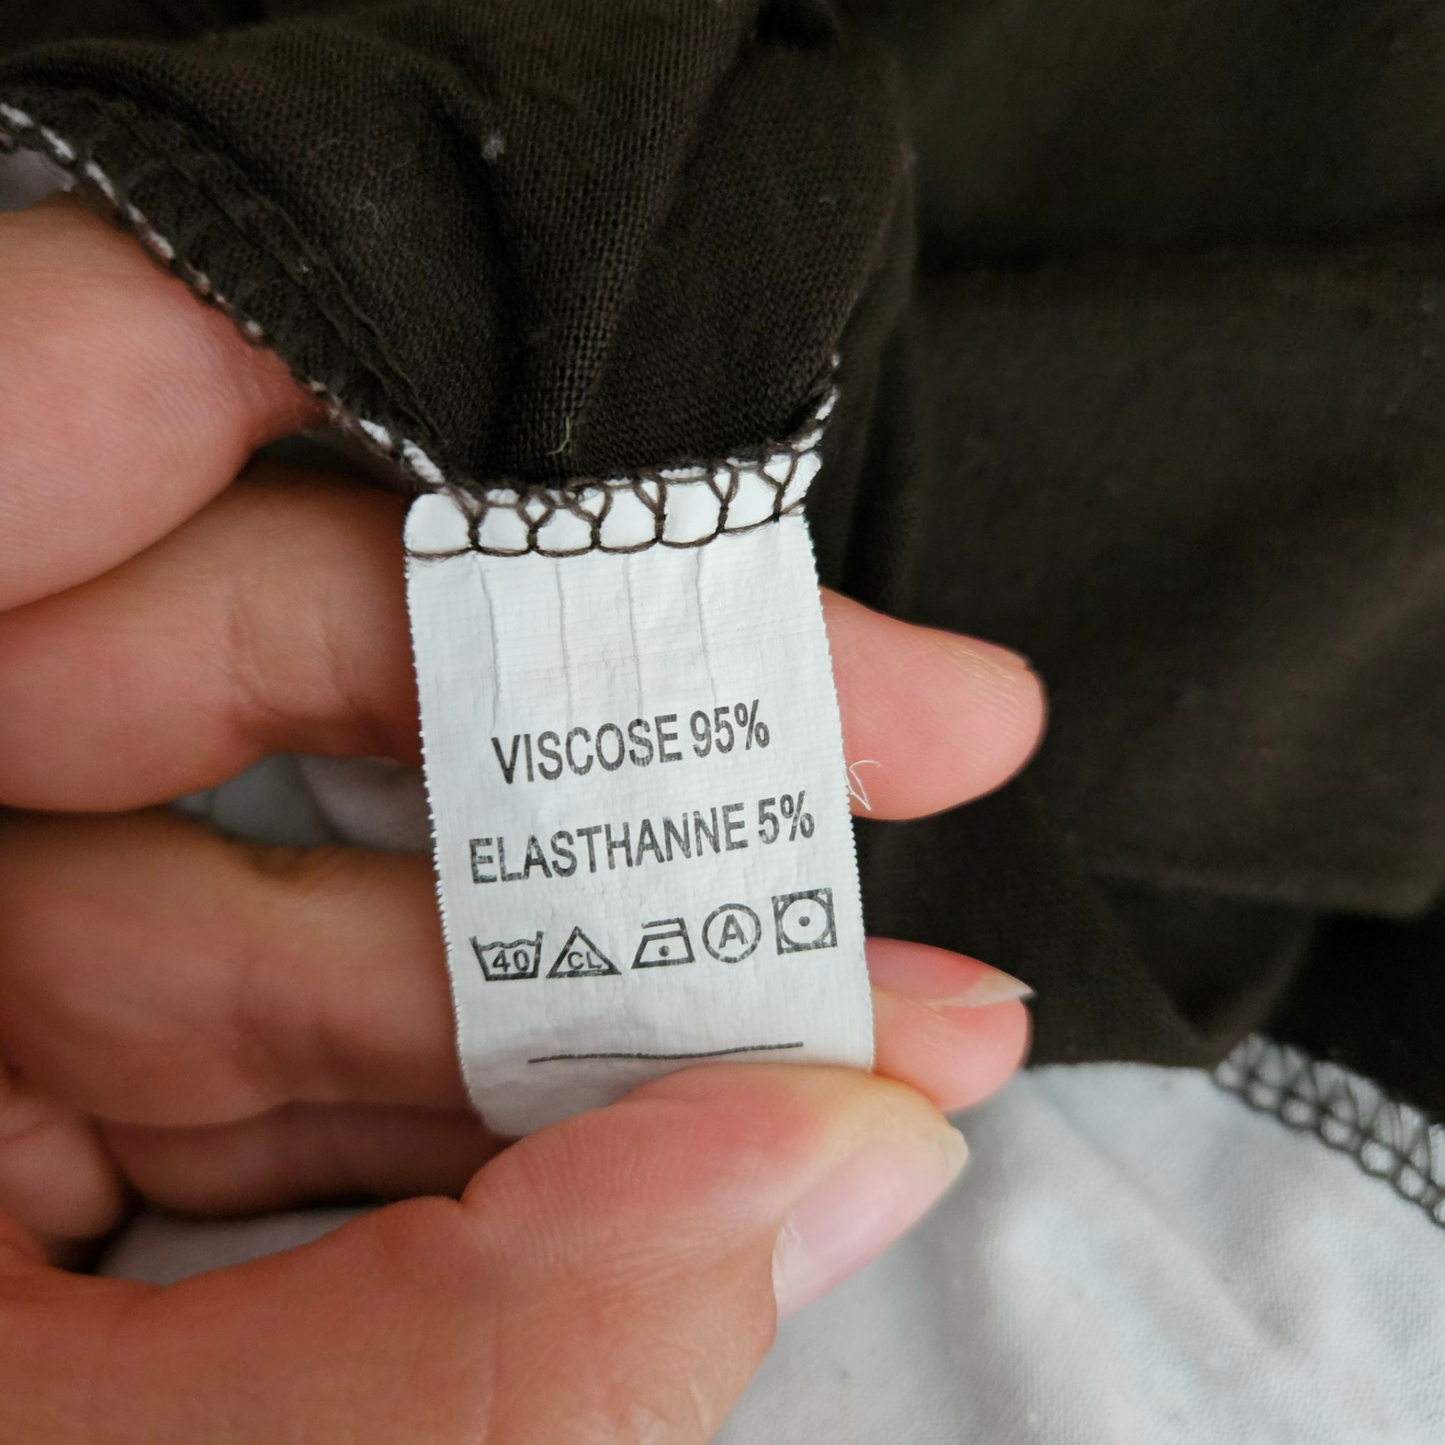 VISCOSE 95%
ELASTHANNE 5%
40 CL A